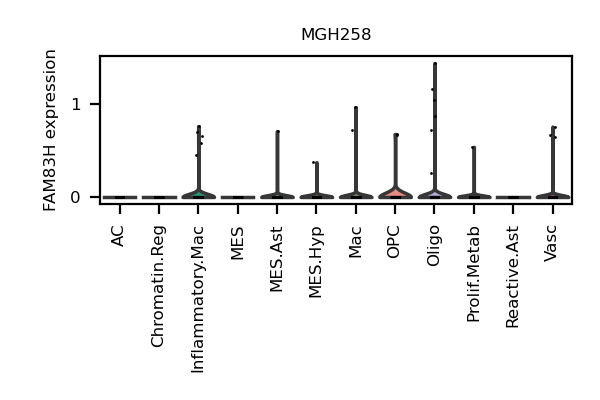 MGH258
FAM83H expression
1
0
AC
Chromatin.Reg
Inflammatory.Mac
MES
MES.Ast
MES.Hyp
Mac
OPC
Oligo
Prolif.Metab
Reactive.Ast
Vasc